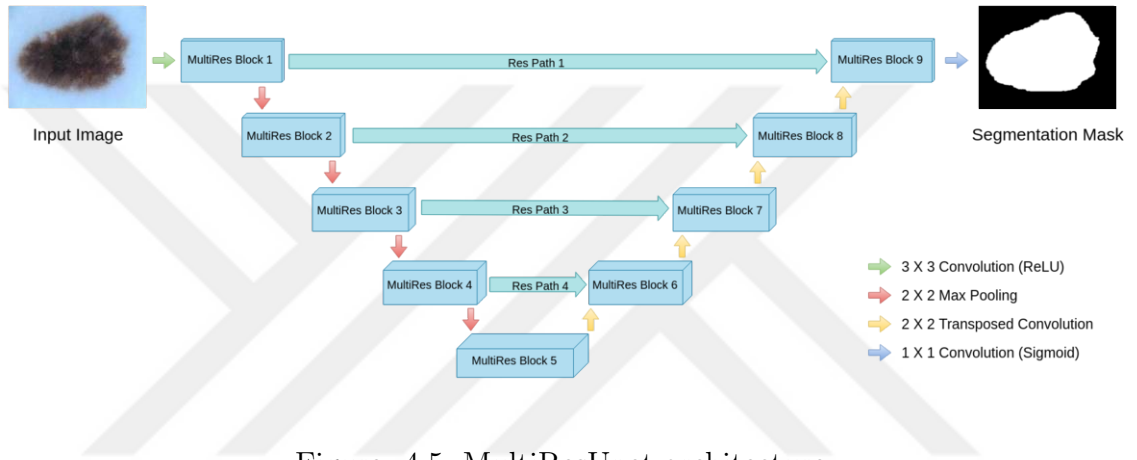 MultiRes Block 1
Res Path 1
MultiRes Block 9
Input Image
Segmentation Mask
MultiRes Block 2
Res Path 2
MultiRes Block 8
MultiRes Block 3
Res Path 3
MultiRes Block 7
MultiRes Block 4
Res Path 4
MultiRes Block 6
MultiRes Block 5
3 X 3 Convolution (ReLU)
2 X 2 Max Pooling
2 X 2 Transposed Convolution
1 X 1 Convolution (Sigmoid)